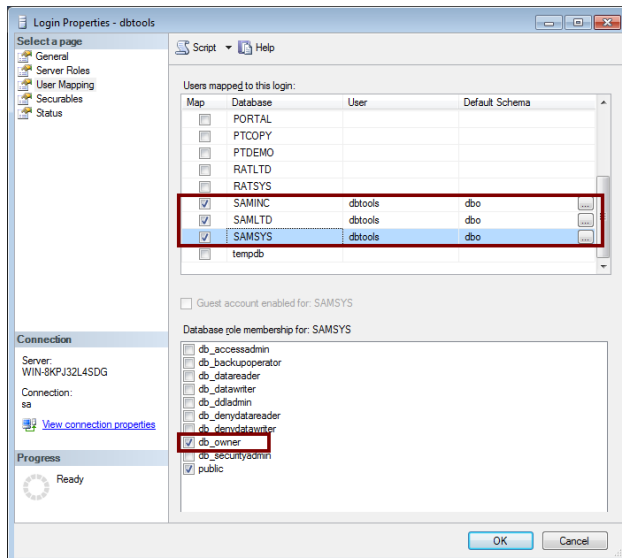 Login Properties - dbtools
Select a page
General
Server Roles
User Mapping
Securables
Status
Script Help
Users mapped to this login:
Map Database User Default Schema
PORTAL
PTCOPY
PTDEMO
RATLTD
RATSYS
SAMINC dbtools dbo ...
SAMLTD dbtools dbo ...
SAMSYS dbtools dbo ...
tempdb
Guest account enabled for: SAMSYS
Database role membership for: SAMSYS
db_accessadmin
db_backupoperator
db_datareader
db_datawriter
db_ddladmin
db_denydatareader
db_denydatawriter
db_owner
db_securityadmin
public
Connection
Server:
WIN-8KPJ32L4SDG
Connection:
sa
View connection properties
Progress
Ready
OK Cancel